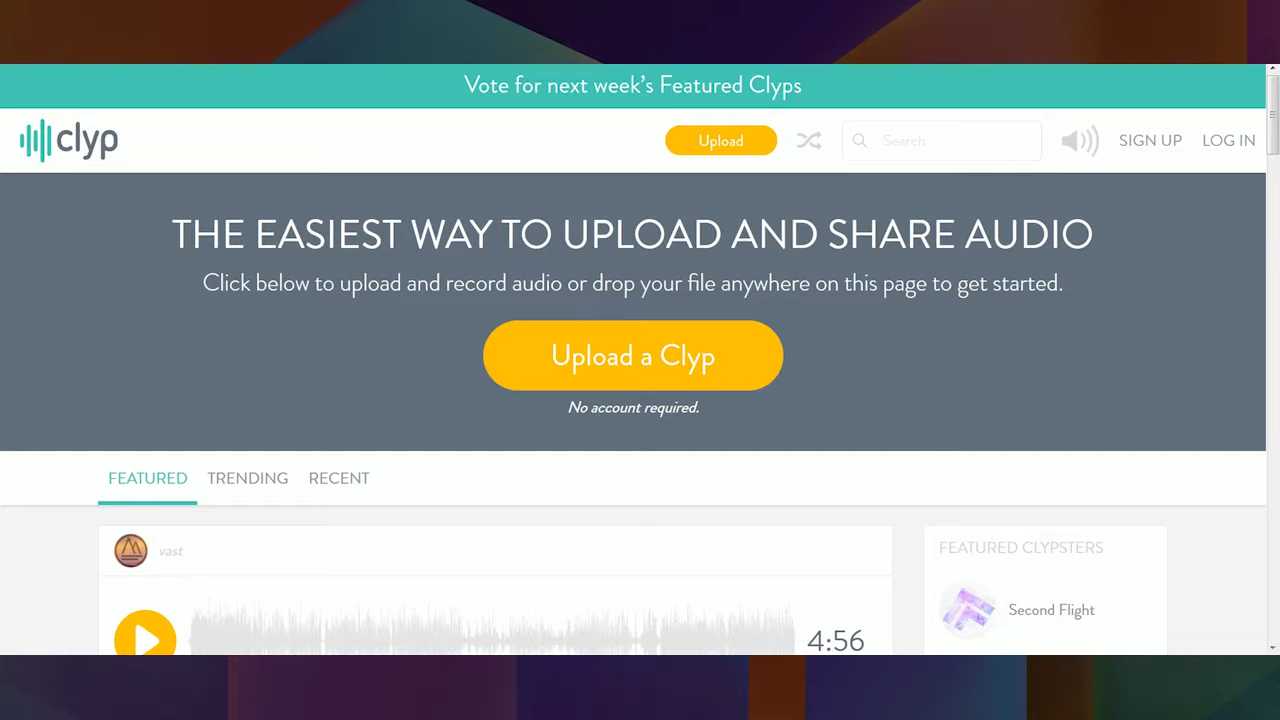 Vote for next week's Featured Clyps
clyp
Upload
Search
SIGN UP
LOG IN
THE EASIEST WAY TO UPLOAD AND SHARE AUDIO
Click below to upload and record audio or drop your file anywhere on this page to get started.
Upload a Clyp
No account required.
FEATURED
TRENDING
RECENT
vast
FEATURED CLYPSTERS
Second Flight
4:56